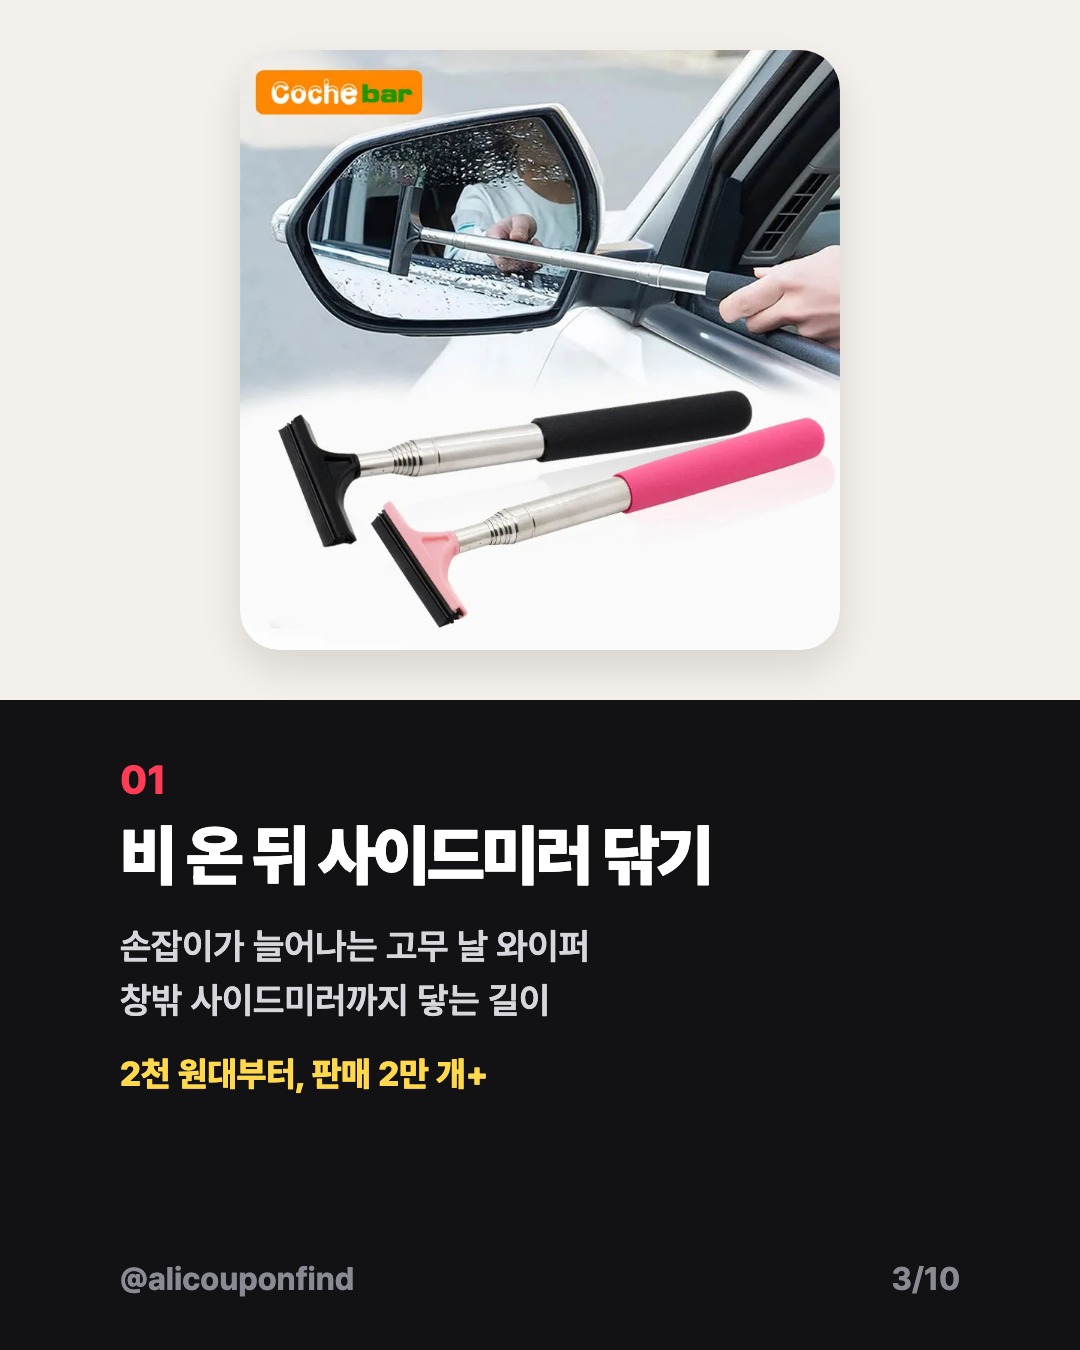 Coche bar
01
비 온 뒤 사이드미러 닦기
손잡이가 늘어나는 고무 날 와이퍼
창밖 사이드미러까지 닿는 길이
2천 원대부터, 판매 2만 개+
@alicouponfind
3/10